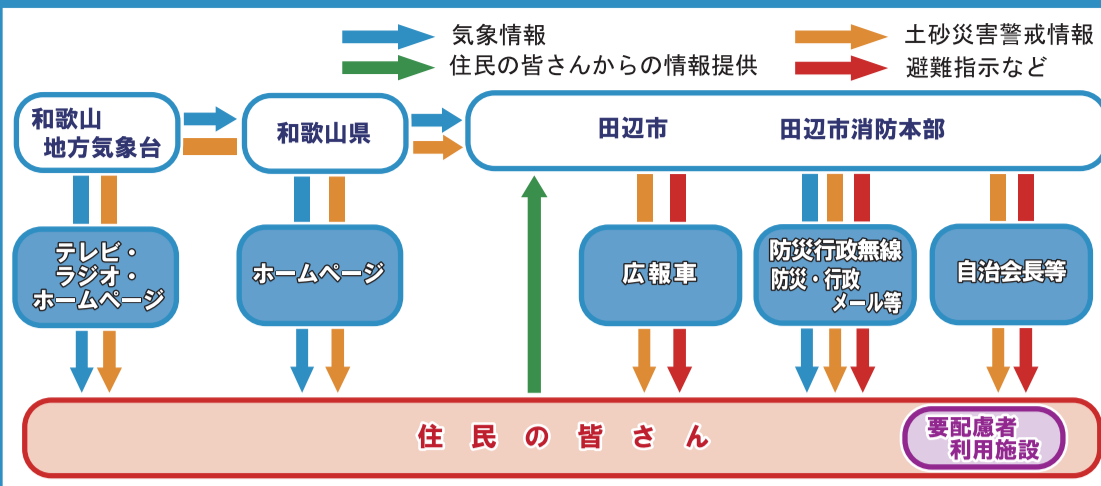 気象情報
土砂災害警戒情報
住民の皆さんからの情報提供
避難指示など
和歌山
地方気象台
和歌山県
田辺市
田辺市消防本部
テレビ・
ラジオ・
ホームページ
ホームページ
広報車
防災行政無線
防災・行政
メール等
自治会長等
住民の皆さん
要配慮者
利用施設